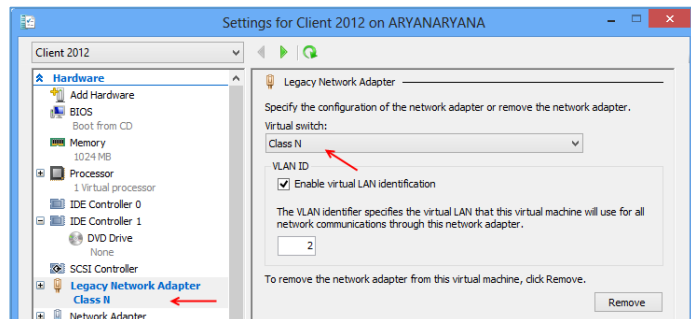 Settings for Client 2012 on ARYANARYANA
Client 2012
Hardware
Add Hardware
BIOS
Boot from CD
Memory
1024 MB
Processor
1 Virtual processor
IDE Controller 0
IDE Controller 1
DVD Drive
None
SCSI Controller
Legacy Network Adapter
Class N
Network Adapter
Legacy Network Adapter
Specify the configuration of the network adapter or remove the network adapter.
Virtual switch:
Class N
VLAN ID
Enable virtual LAN identification
The VLAN identifier specifies the virtual LAN that this virtual machine will use for all
network communications through this network adapter.
2
To remove the network adapter from this virtual machine, click Remove.
Remove